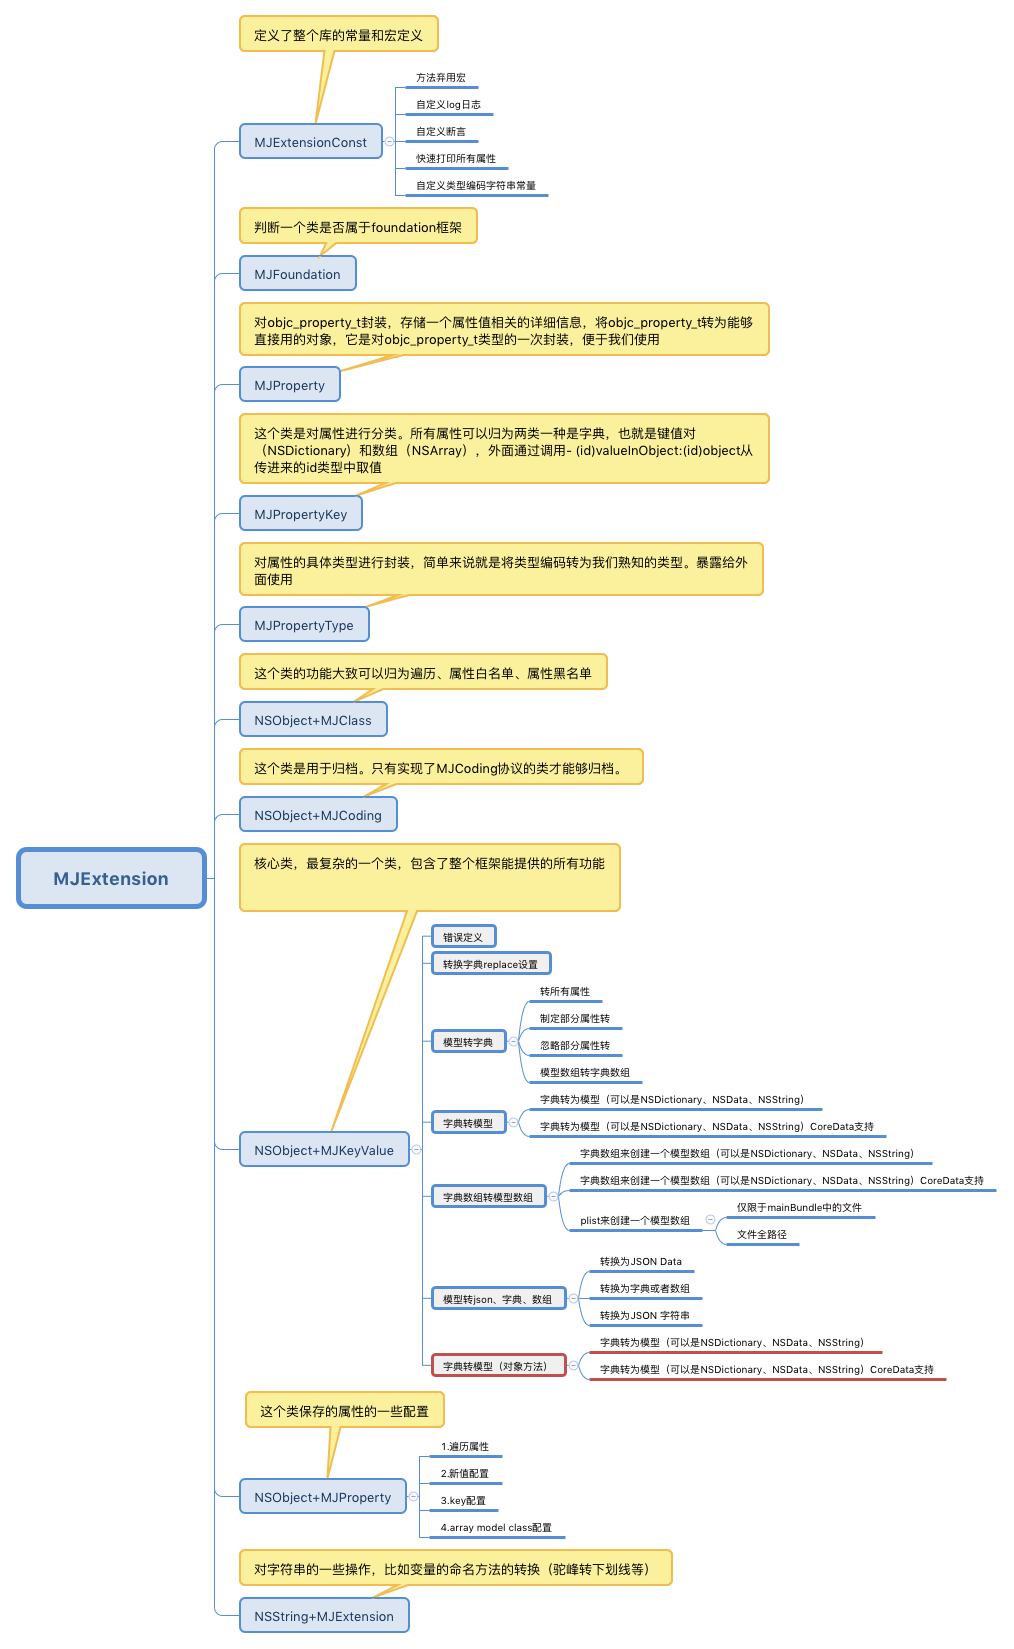 定义了整个库的常量和宏定义
方法弃用宏
自定义log日志
MJExtensionConst
自定义断言
快速打印所有属性
自定义类型编码字符串常量
判断一个类是否属于foundation框架
MJFoundation
对objc_property_t封装，存储一个属性值相关的详细信息，将objc_property_t转为能够
直接用的对象，它是对objc_property_t类型的一次封装，便于我们使用
MJProperty
这个类是对属性进行分类。所有属性可以归为两类一种是字典，也就是键值对
（NSDictionary）和数组（NSArray），外面通过调用- (id)valueInObject:(id)object从
传进来的id类型中取值
MJPropertyKey
对属性的具体类型进行封装，简单来说就是将类型编码转为我们熟知的类型。暴露给外
面使用
MJPropertyType
这个类的功能大致可以归为遍历、属性白名单、属性黑名单
NSObject+MJClass
这个类是用于归档。只有实现了MJCoding协议的类才能够归档。
NSObject+MJCoding
MJExtension
核心类，最复杂的一个类，包含了整个框架能提供的所有功能
错误定义
转换字典replace设置
转所有属性
制定部分属性转
模型转字典
忽略部分属性转
模型数组转字典数组
字典转为模型（可以是NSDictionary、NSData、NSString）
字典转模型
字典转为模型（可以是NSDictionary、NSData、NSString）CoreData支持
NSObject+MJKeyValue
字典数组来创建一个模型数组（可以是NSDictionary、NSData、NSString）
字典数组来创建一个模型数组（可以是NSDictionary、NSData、NSString）CoreData支持
字典数组转模型数组
plist来创建一个模型数组
仅限于mainBundle中的文件
文件全路径
转换为JSON Data
转换为字典或者数组
模型转json、字典、数组
转换为JSON 字符串
字典转为模型（可以是NSDictionary、NSData、NSString）
字典转模型（对象方法）
字典转为模型（可以是NSDictionary、NSData、NSString）CoreData支持
这个类保存的属性的一些配置
1.遍历属性
2.新值配置
NSObject+MJProperty
3.key配置
4.array model class配置
对字符串的一些操作，比如变量的命名方法的转换（驼峰转下划线等）
NSString+MJExtension